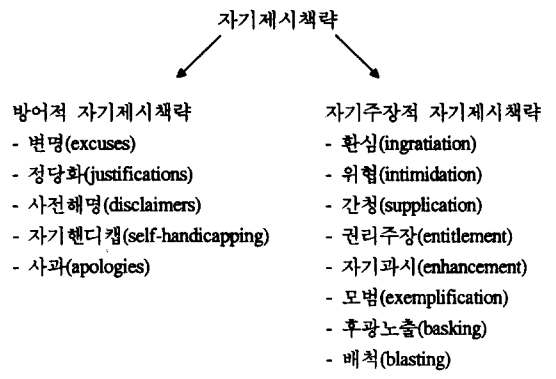 자기제시책략
방어적 자기제시책략
- 변명(excuses)
- 정당화(justifications)
- 사전해명(disclaimers)
- 자기핸디캡(self-handicapping)
- 사과(apologies)
자기주장적 자기제시책략
- 환심(ingratiation)
- 위협(intimidation)
- 간청(supplication)
- 권리주장(entitlement)
- 자기과시(enhancement)
- 모범(exemplification)
- 후광노출(basking)
- 배척(blasting)